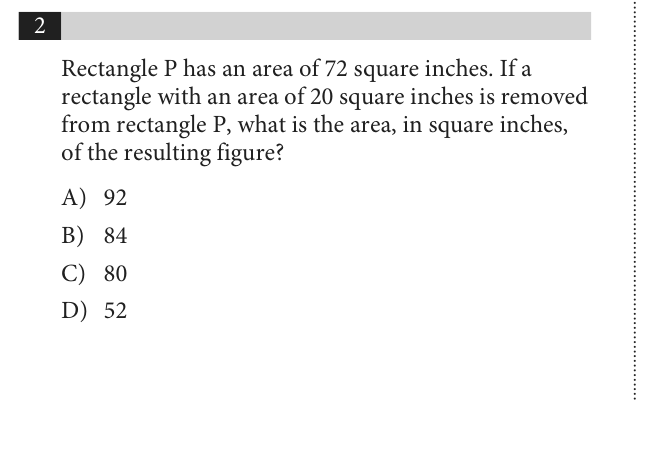 2
Rectangle P has an area of 72 square inches. If a
rectangle with an area of 20 square inches is removed
from rectangle P, what is the area, in square inches,
of the resulting figure?
A) 92
B) 84
C) 80
D) 52